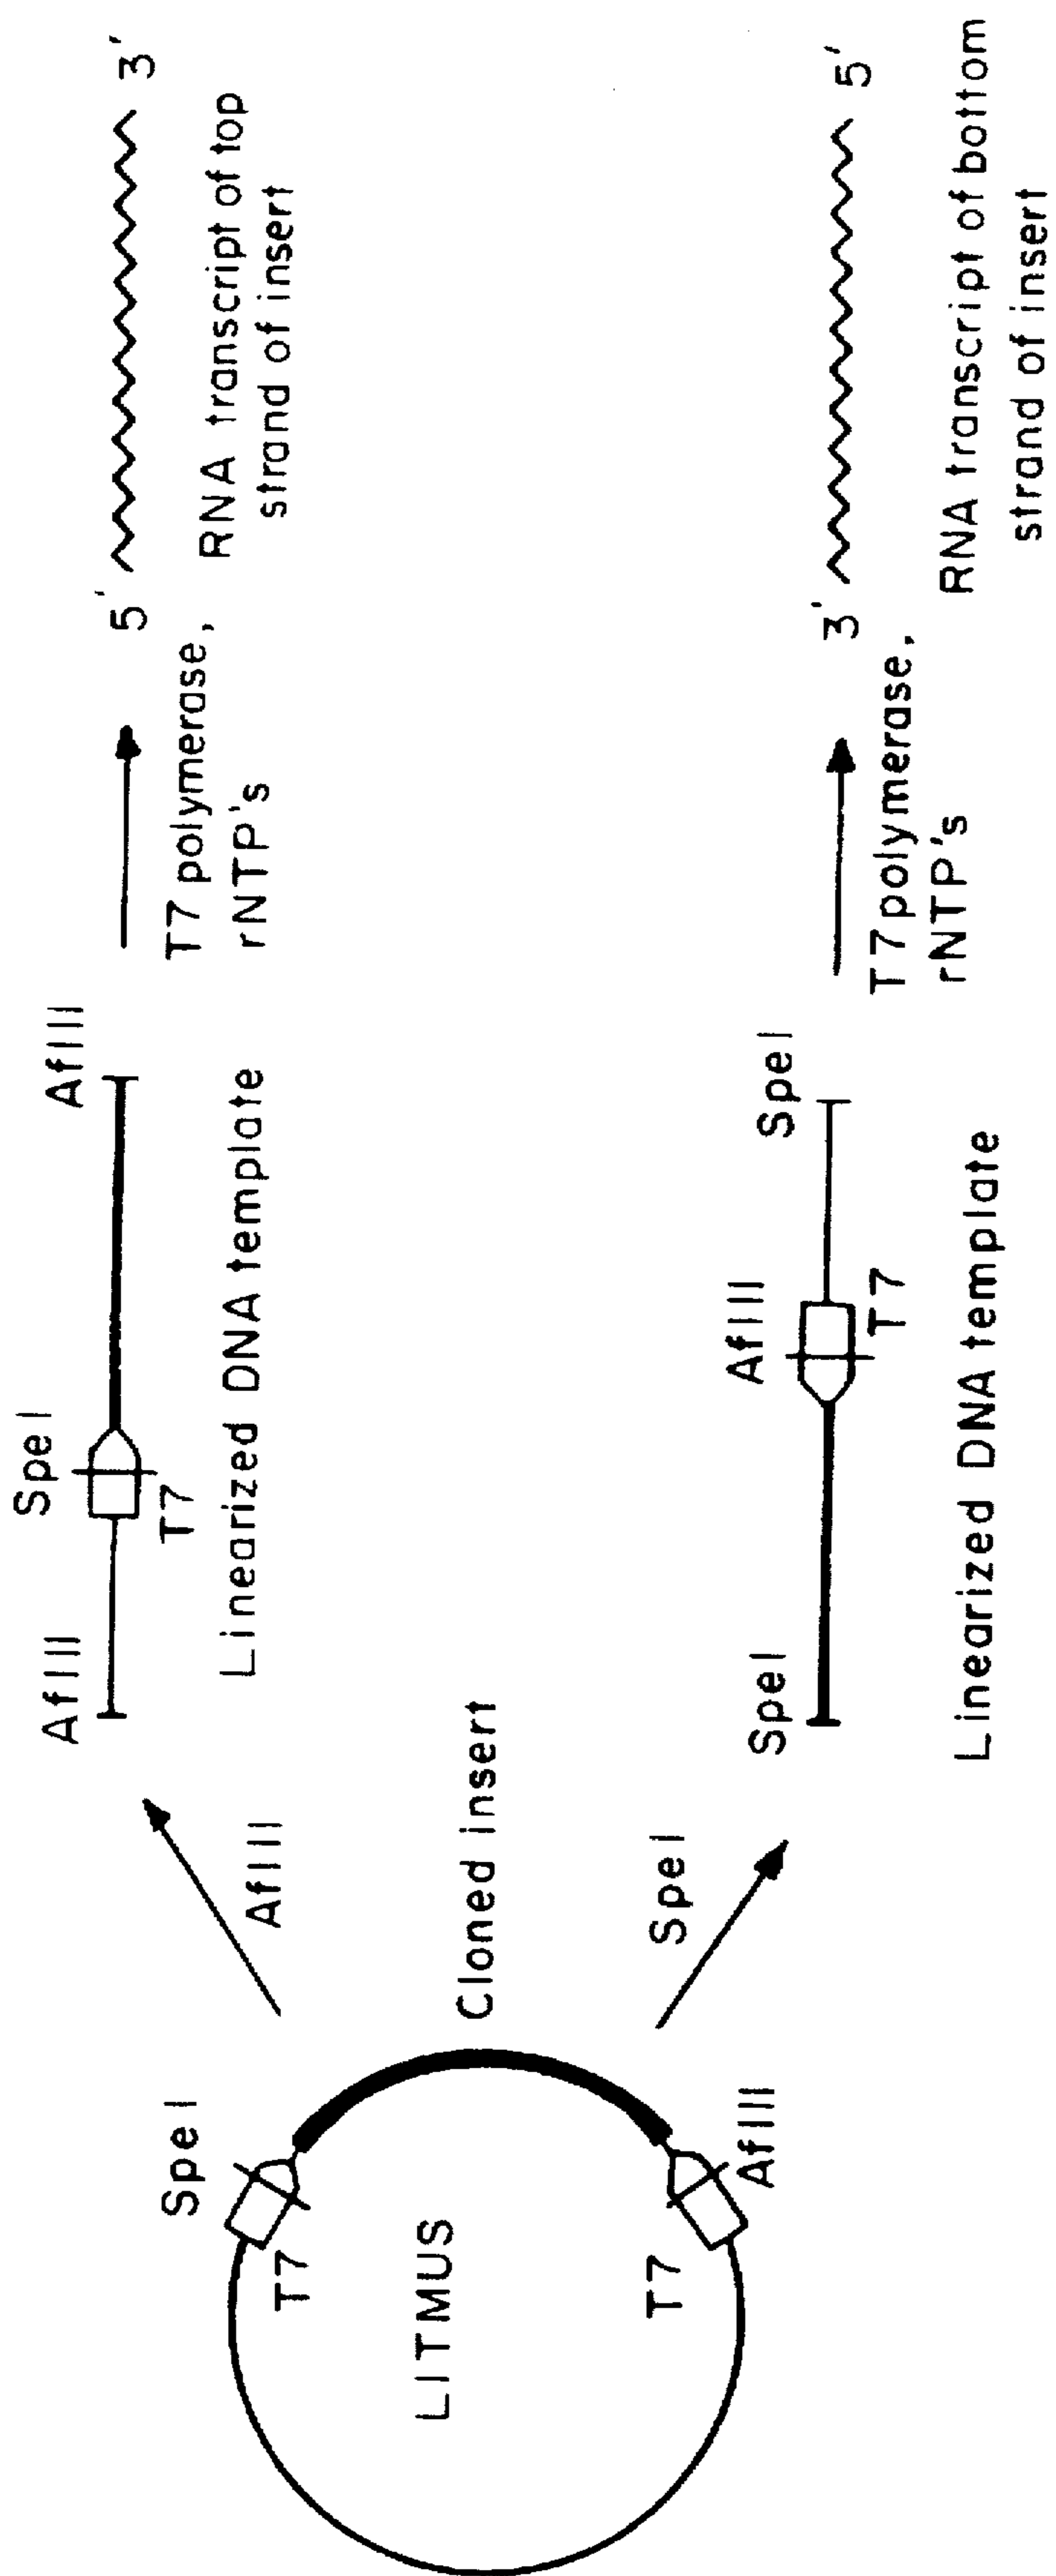 LITMUS
T7
SpeI
T7
AflII
Cloned insert
AflII
SpeI
AflII
SpeI
AflII
T7
Linearized DNA template
T7 polymerase,
rNTP's
5' 3'
RNA transcript of top
strand of insert
SpeI
AflII
SpeI
T7
Linearized DNA template
T7 polymerase,
rNTP's
3' 5'
RNA transcript of bottom
strand of insert